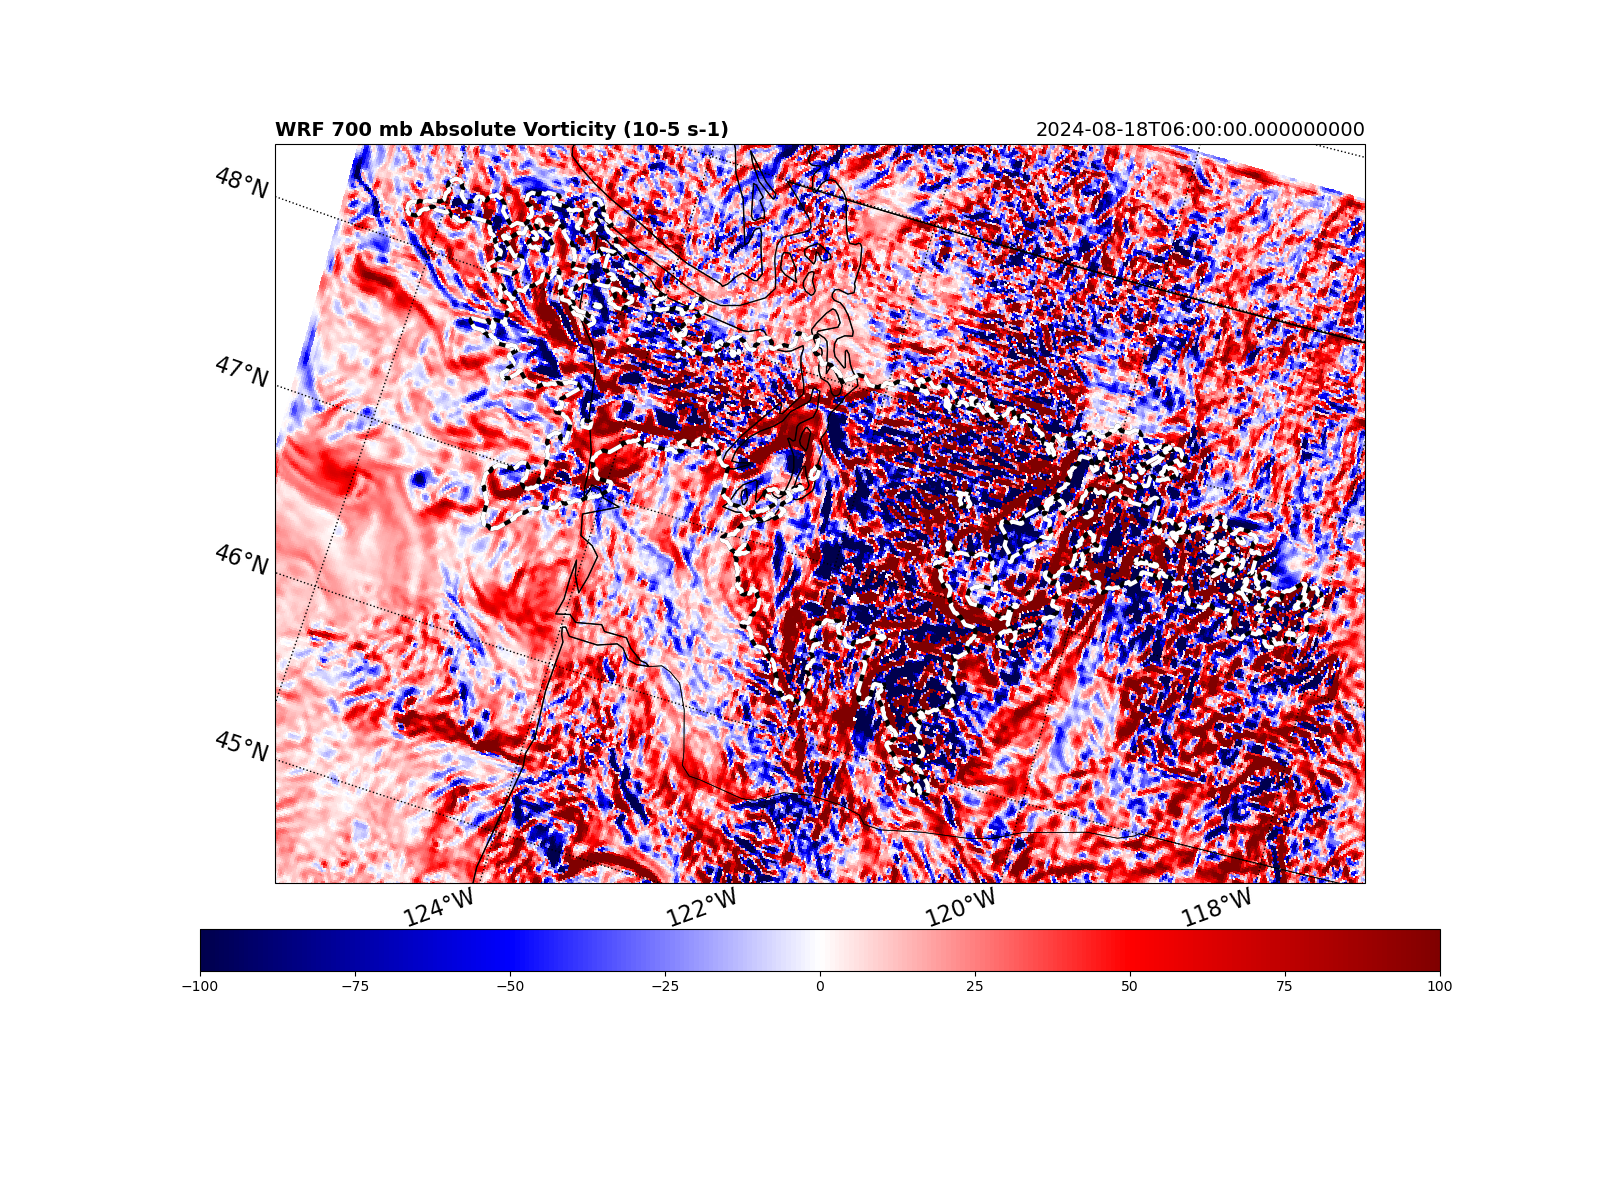 WRF 700 mb Absolute Vorticity (10-5 s-1)
2024-08-18T06:00:00.000000000
48°N
47°N
46°N
45°N
124°W
122°W
120°W
118°W
−100
−75
−50
−25
0
25
50
75
100